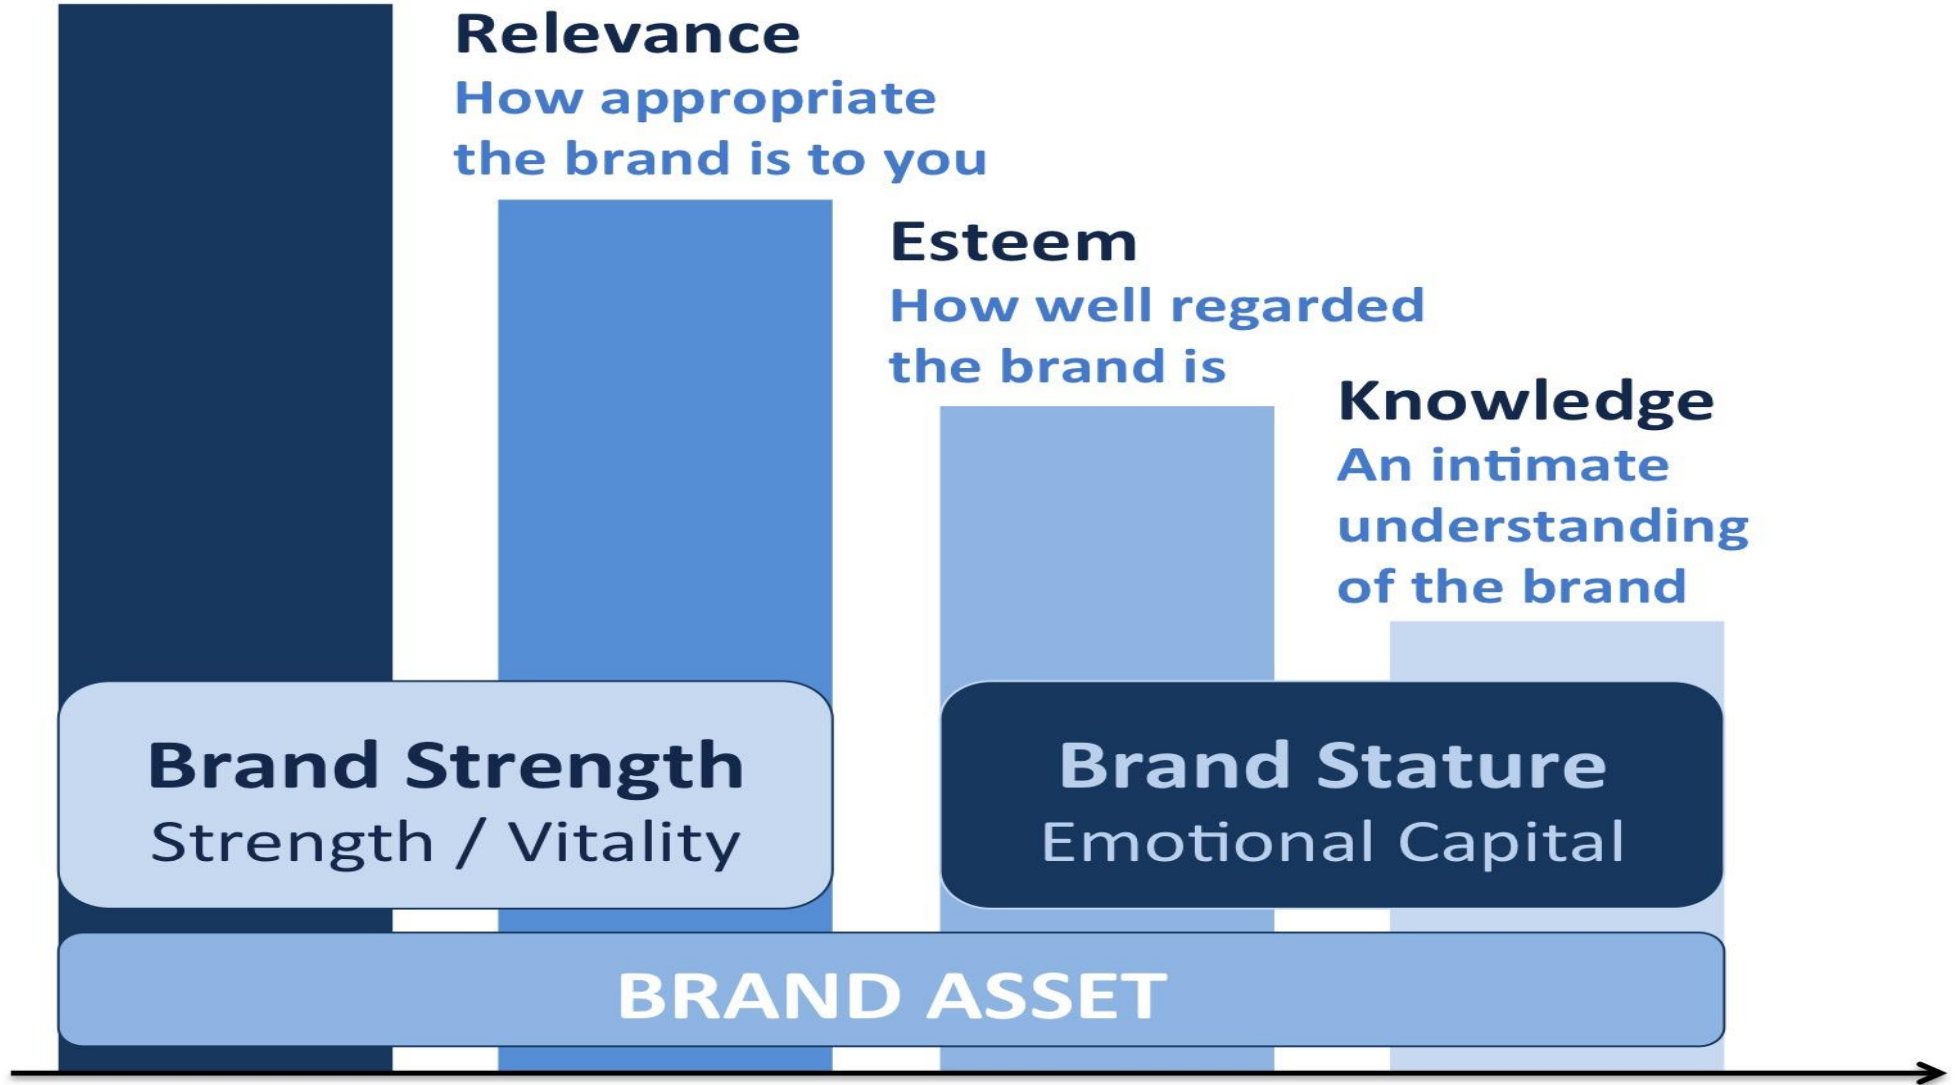 Relevance
How appropriate
the brand is to you
Esteem
How well regarded
the brand is
Knowledge
An intimate
understanding
of the brand
Brand Strength
Strength / Vitality
Brand Stature
Emotional Capital
BRAND ASSET